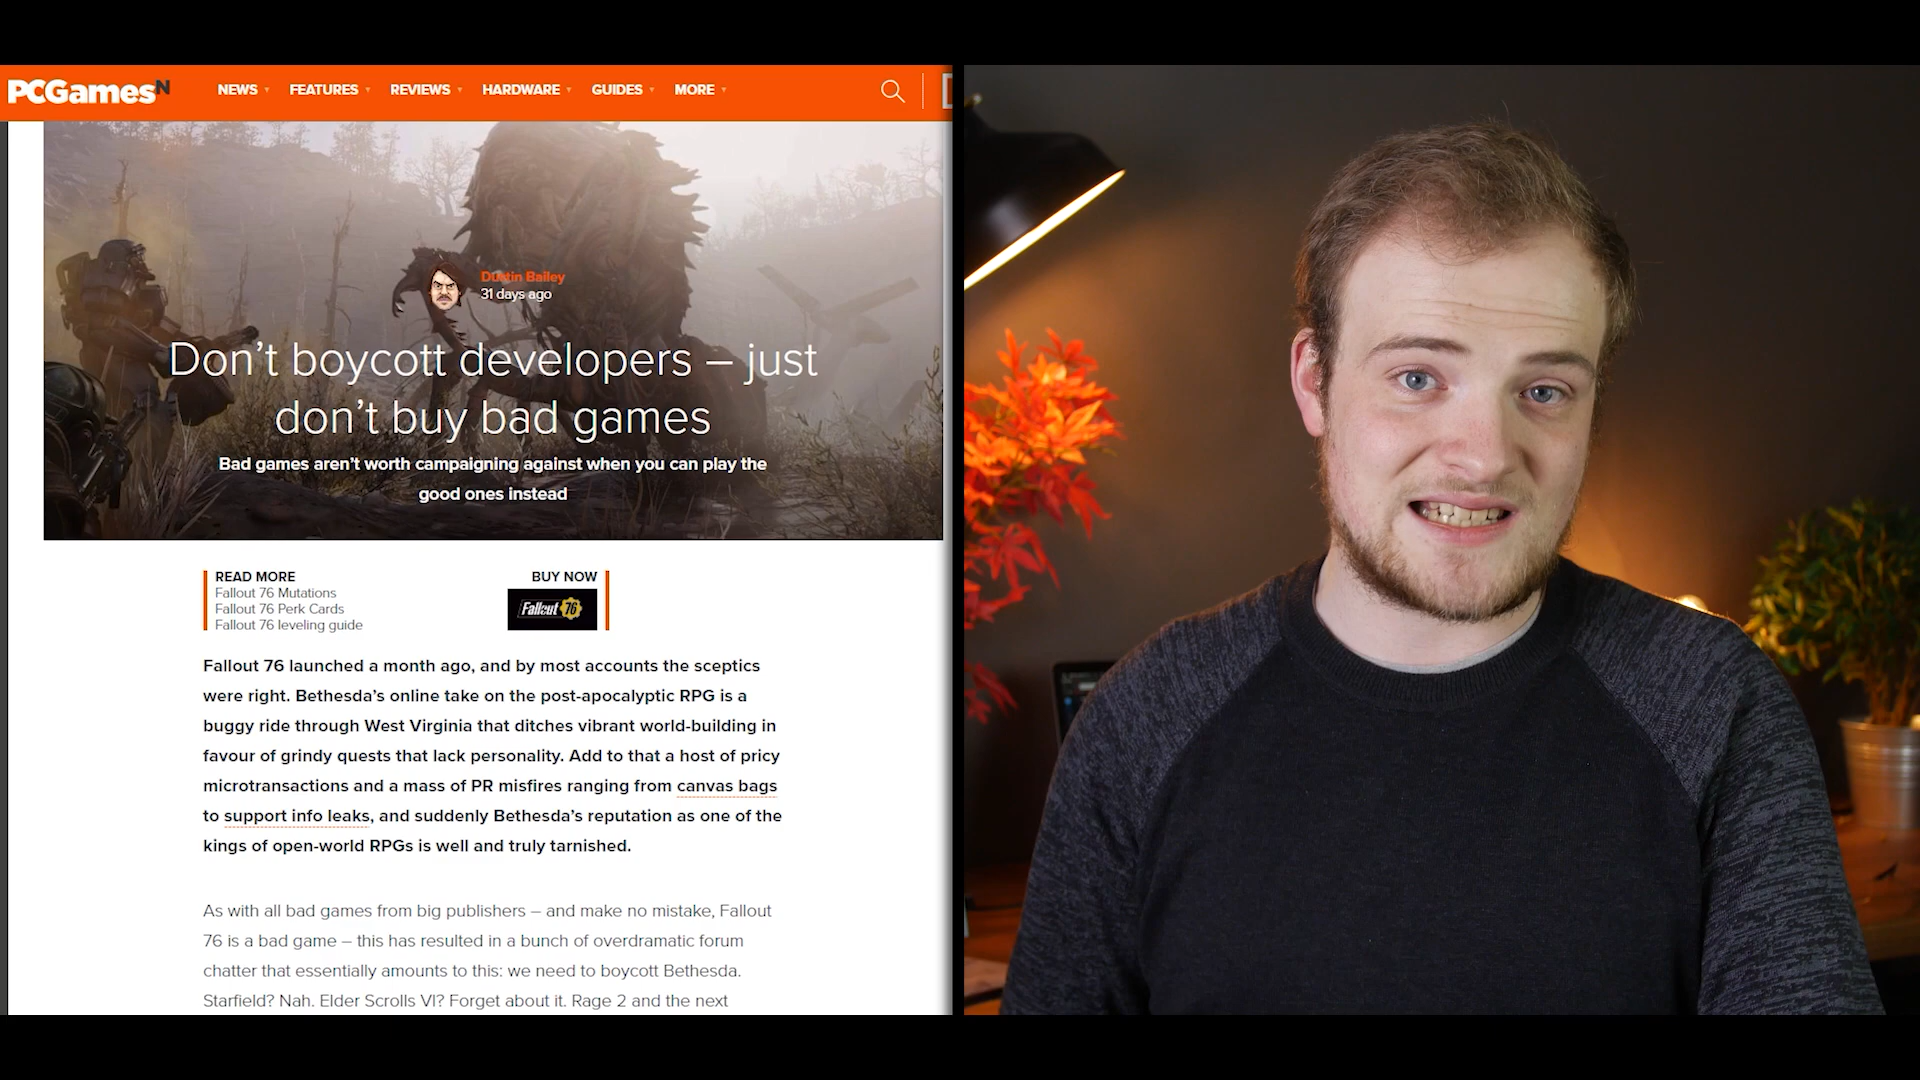 PCGamesN
NEWS FEATURES REVIEWS HARDWARE GUIDES MORE
Dustin Bailey
31 days ago
Don’t boycott developers – just
don’t buy bad games
Bad games aren’t worth campaigning against when you can play the
good ones instead
READ MORE
Fallout 76 Mutations
Fallout 76 Perk Cards
Fallout 76 leveling guide
BUY NOW
Fallout 76
Fallout 76 launched a month ago, and by most accounts the sceptics
were right. Bethesda’s online take on the post-apocalyptic RPG is a
buggy ride through West Virginia that ditches vibrant world-building in
favour of grindy quests that lack personality. Add to that a host of pricy
microtransactions and a mass of PR misfires ranging from canvas bags
to support info leaks, and suddenly Bethesda’s reputation as one of the
kings of open-world RPGs is well and truly tarnished.
As with all bad games from big publishers – and make no mistake, Fallout
76 is a bad game – this has resulted in a bunch of overdramatic forum
chatter that essentially amounts to this: we need to boycott Bethesda.
Starfield? Nah. Elder Scrolls VI? Forget about it. Rage 2 and the next